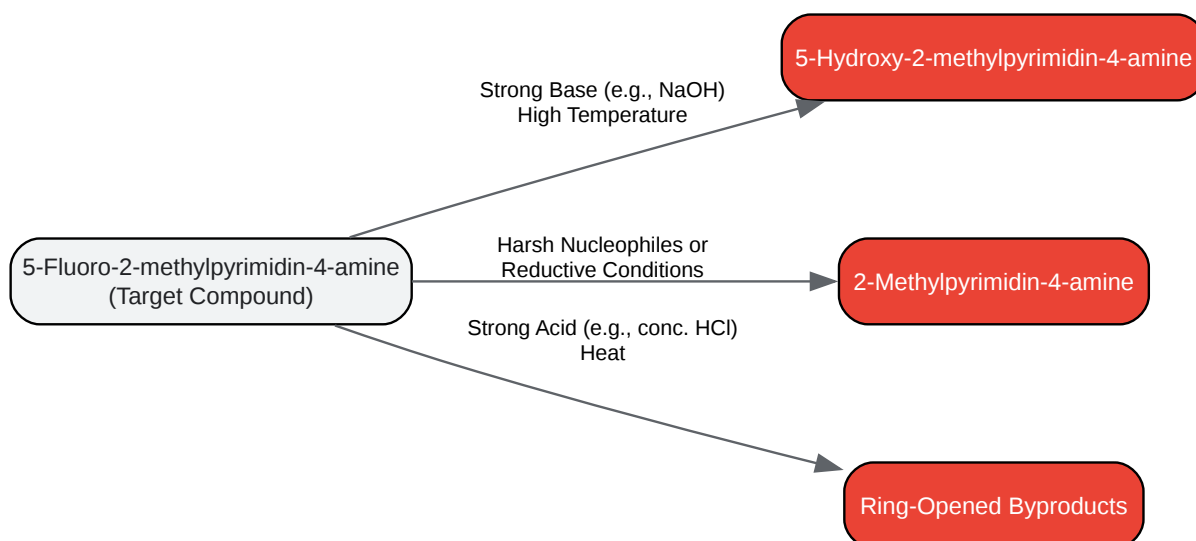 5-Hydroxy-2-methylpyrimidin-4-amine
Strong Base (e.g., NaOH)
High Temperature
5-Fluoro-2-methylpyrimidin-4-amine
(Target Compound)
Harsh Nucleophiles or
Reductive Conditions
2-Methylpyrimidin-4-amine
Strong Acid (e.g., conc. HCl)
Heat
Ring-Opened Byproducts